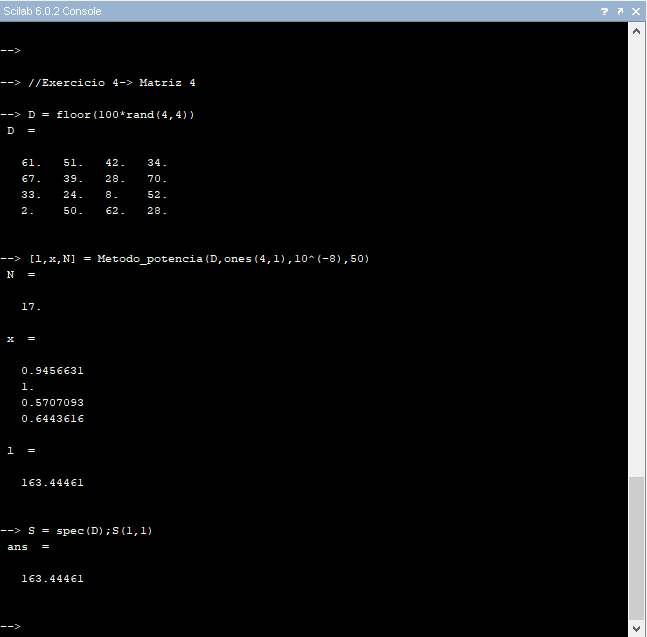 Scilab 6.0.2 Console
-->
--> //Exercicio 4-> Matriz 4
--> D = floor(100*rand(4,4))
D =
61. 51. 42. 34.
67. 39. 28. 70.
33. 24. 8. 52.
2. 50. 62. 28.
--> [l,x,N] = Metodo_potencia(D,ones(4,1),10^(-8),50)
N =
17.
x =
0.9456631
1.
0.5707093
0.6443616
l =
163.44461
--> S = spec(D);S(1,1)
ans =
163.44461
-->